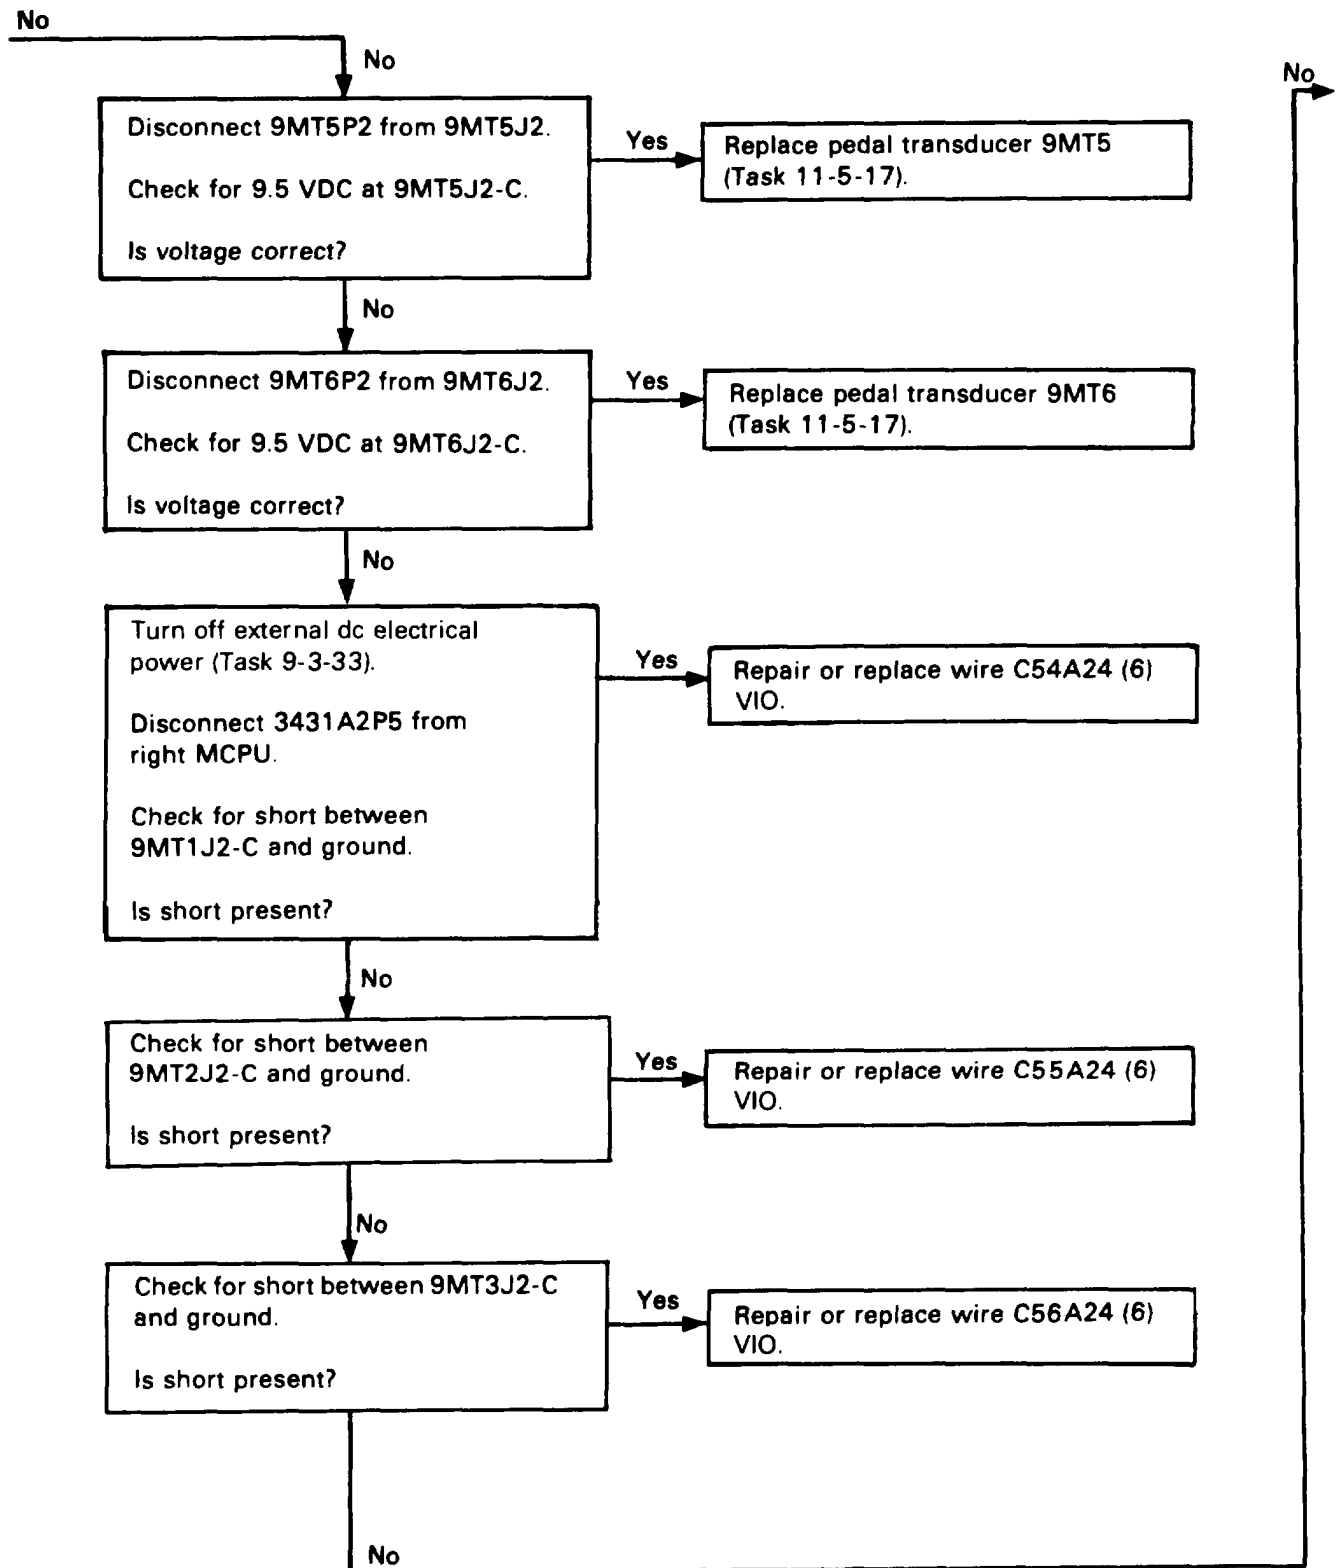 No
No
Disconnect 9MT5P2 from 9MT5J2.
Check for 9.5 VDC at 9MT5J2-C.
Is voltage correct?
Yes
Replace pedal transducer 9MT5
(Task 11-5-17).
No
Disconnect 9MT6P2 from 9MT6J2.
Check for 9.5 VDC at 9MT6J2-C.
Is voltage correct?
Yes
Replace pedal transducer 9MT6
(Task 11-5-17).
No
Turn off external dc electrical
power (Task 9-3-33).
Disconnect 3431A2P5 from
right MCPU.
Check for short between
9MT1J2-C and ground.
Is short present?
Yes
Repair or replace wire C54A24 (6)
VIO.
No
Check for short between
9MT2J2-C and ground.
Is short present?
Yes
Repair or replace wire C55A24 (6)
VIO.
No
Check for short between 9MT3J2-C
and ground.
Is short present?
Yes
Repair or replace wire C56A24 (6)
VIO.
No
No